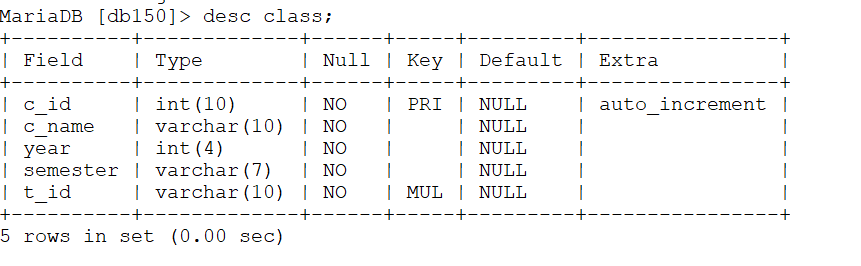 MariaDB [db150]> desc class;
+-----------+-------------+------+-----+---------+----------------+
| Field     | Type        | Null | Key | Default | Extra          |
+-----------+-------------+------+-----+---------+----------------+
| c_id      | int(10)     | NO   | PRI | NULL    | auto_increment |
| c_name    | varchar(10) | NO   |     | NULL    |                |
| year      | int(4)      | NO   |     | NULL    |                |
| semester  | varchar(7)  | NO   |     | NULL    |                |
| t_id      | varchar(10) | NO   | MUL | NULL    |                |
+-----------+-------------+------+-----+---------+----------------+
5 rows in set (0.00 sec)